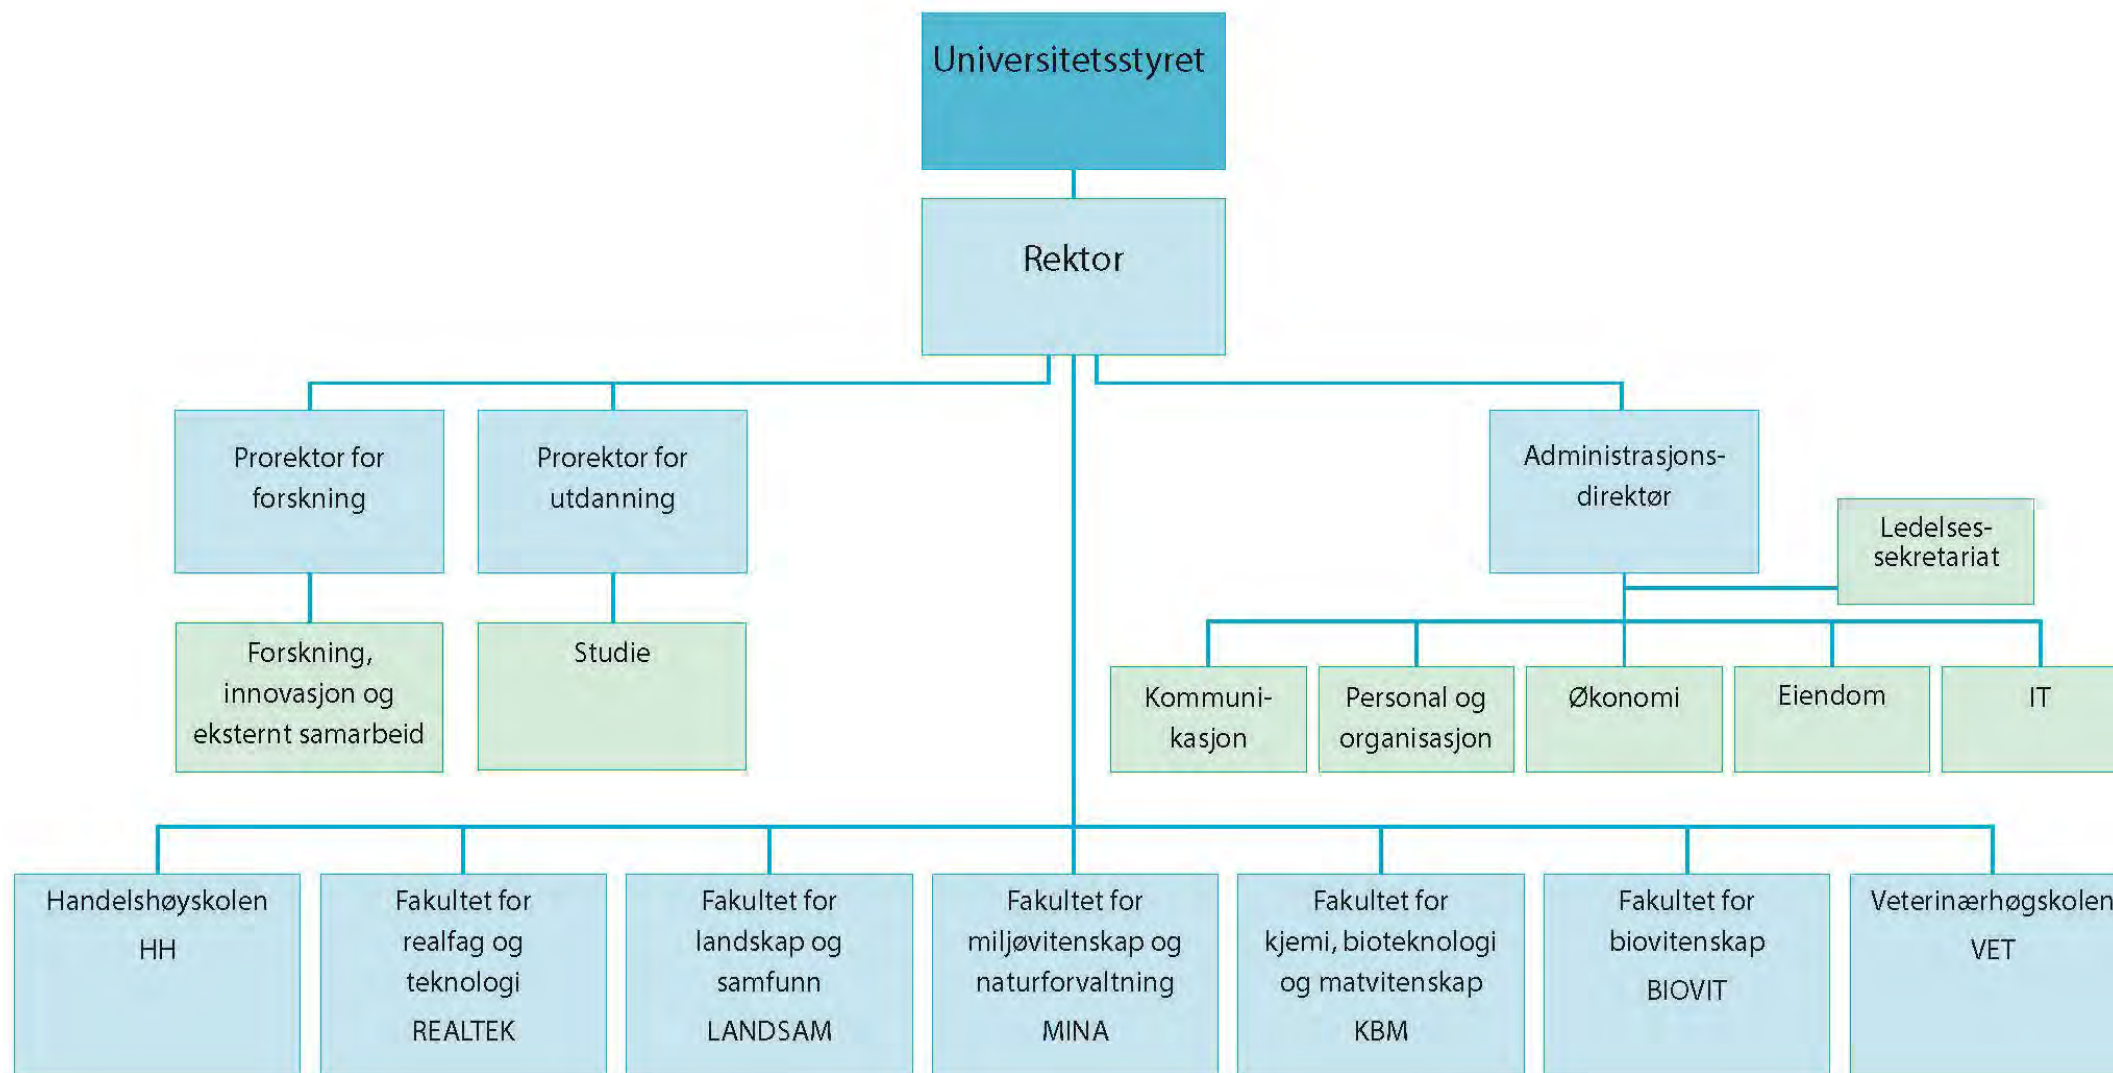 Universitetsstyret
Rektor
Prorektor for
forskning
Prorektor for
utdanning
Administrasjons-
direktør
Ledelses-
sekretariat
Forskning,
innovasjon og
eksternt samarbeid
Studie
Kommuni-
kasjon
Personal og
organisasjon
Økonomi
Eiendom
IT
Handelshøyskolen
HH
Fakultet for
realfag og
teknologi
REALTEK
Fakultet for
landskap og
samfunn
LANDSAM
Fakultet for
miljøvitenskap og
naturforvaltning
MINA
Fakultet for
kjemi, bioteknologi
og matvitenskap
KBM
Fakultet for
biovitenskap
BIOVIT
Veterinærhøgskolen
VET